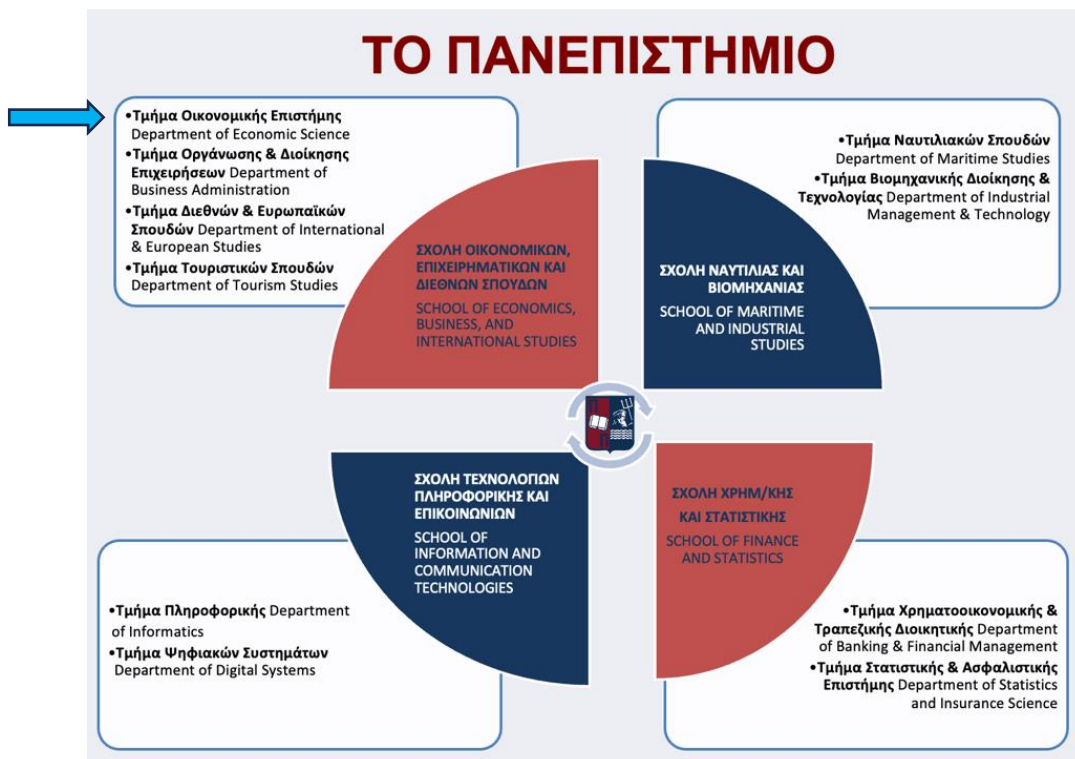 ΤΟ ΠΑΝΕΠΙΣΤΗΜΙΟ
•Τμήμα Οικονομικής Επιστήμης
Department of Economic Science
•Τμήμα Οργάνωσης & Διοίκησης
Επιχειρήσεων Department of
Business Administration
•Τμήμα Διεθνών & Ευρωπαϊκών
Σπουδών Department of International
& European Studies
•Τμήμα Τουριστικών Σπουδών
Department of Tourism Studies
ΣΧΟΛΗ ΟΙΚΟΝΟΜΙΚΩΝ,
ΕΠΙΧΕΙΡΗΜΑΤΙΚΩΝ ΚΑΙ
ΔΙΕΘΝΩΝ ΣΠΟΥΔΩΝ
SCHOOL OF ECONOMICS,
BUSINESS, AND
INTERNATIONAL STUDIES
•Τμήμα Ναυτιλιακών Σπουδών
Department of Maritime Studies
•Τμήμα Βιομηχανικής Διοίκησης &
Τεχνολογίας Department of Industrial
Management & Technology
ΣΧΟΛΗ ΝΑΥΤΙΛΙΑΣ ΚΑΙ
ΒΙΟΜΗΧΑΝΙΑΣ
SCHOOL OF MARITIME
AND INDUSTRIAL
STUDIES
ΣΧΟΛΗ ΤΕΧΝΟΛΟΓΙΩΝ
ΠΛΗΡΟΦΟΡΙΚΗΣ ΚΑΙ
ΕΠΙΚΟΙΝΩΝΙΩΝ
SCHOOL OF
INFORMATION AND
COMMUNICATION
TECHNOLOGIES
•Τμήμα Πληροφορικής Department
of Informatics
•Τμήμα Ψηφιακών Συστημάτων
Department of Digital Systems
ΣΧΟΛΗ ΧΡΗΜ/ΚΗΣ
ΚΑΙ ΣΤΑΤΙΣΤΙΚΗΣ
SCHOOL OF FINANCE
AND STATISTICS
•Τμήμα Χρηματοοικονομικής &
Τραπεζικής Διοικητικής Department
of Banking & Financial Management
•Τμήμα Στατιστικής & Ασφαλιστικής
Επιστήμης Department of Statistics
and Insurance Science